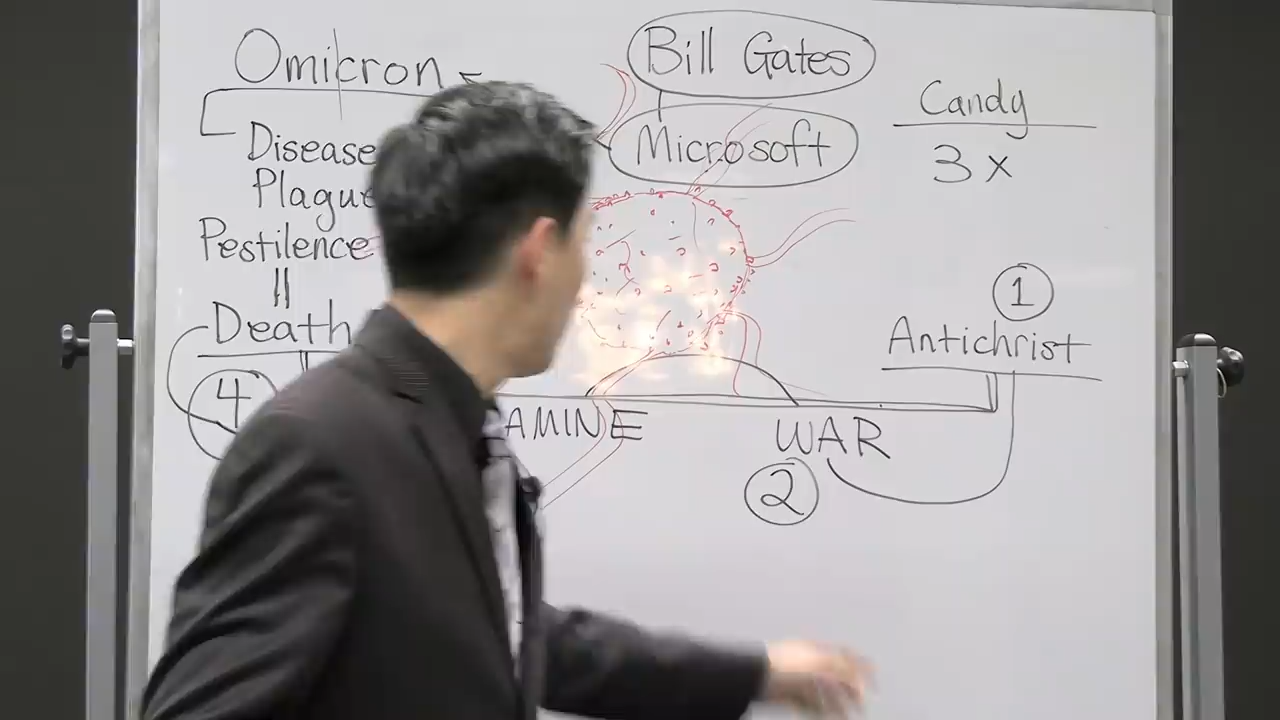 Omicron
Disease
Plague
Pestilence
Death
4
Bill Gates
Microsoft
Candy
3 x
1
Antichrist
AMINE
WAR
2